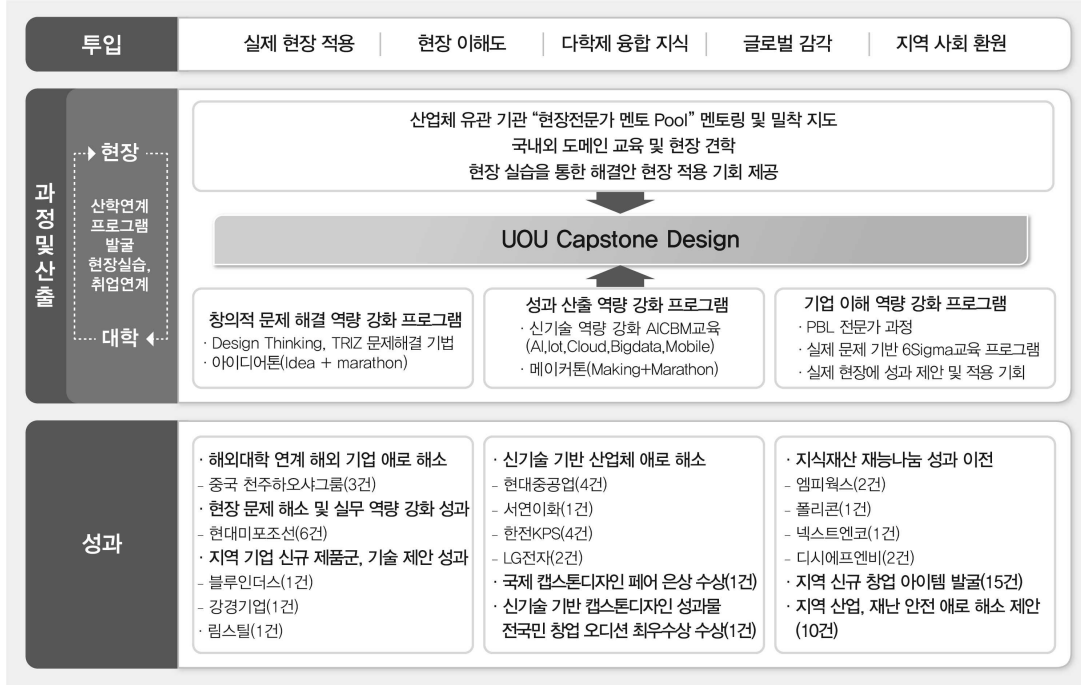 투입
실제 현장 적용
현장 이해도
다학제 융합 지식
글로벌 감각
지역 사회 환원
과정 및 산출
현장
산학연계
프로그램
발굴
현장실습,
취업연계
대학
산업체 유관 기관 “현장전문가 멘토 Pool” 멘토링 및 밀착 지도
국내외 도메인 교육 및 현장 견학
현장 실습을 통한 해결안 현장 적용 기회 제공
UOU Capstone Design
창의적 문제 해결 역량 강화 프로그램
· Design Thinking, TRIZ 문제해결 기법
· 아이디어톤(Idea + marathon)
성과 산출 역량 강화 프로그램
· 신기술 역량 강화 AICBM교육
(AI,Iot,Cloud,Bigdata,Mobile)
· 메이커톤(Making+Marathon)
기업 이해 역량 강화 프로그램
· PBL 전문가 과정
· 실제 문제 기반 6Sigma교육 프로그램
· 실제 현장에 성과 제안 및 적용 기회
성과
· 해외대학 연계 해외 기업 애로 해소
- 중국 천주하오샤그룹(3건)
· 현장 문제 해소 및 실무 역량 강화 성과
- 현대미포조선(6건)
· 지역 기업 신규 제품군, 기술 제안 성과
- 블루인더스(1건)
- 강경기업(1건)
· 림스틸(1건)
· 신기술 기반 산업체 애로 해소
- 현대중공업(4건)
- 서연이화(1건)
- 한전KPS(4건)
- LG전자(2건)
· 국제 캡스톤디자인 페어 은상 수상(1건)
· 신기술 기반 캡스톤디자인 성과물
전국민 창업 오디션 최우수상 수상(1건)
· 지식재산 재능나눔 성과 이전
- 엠피웍스(2건)
- 폴리콘(1건)
- 넥스트엔코(1건)
- 디시에프엔비(2건)
· 지역 신규 창업 아이템 발굴(15건)
· 지역 산업, 재난 안전 애로 해소 제안
(10건)